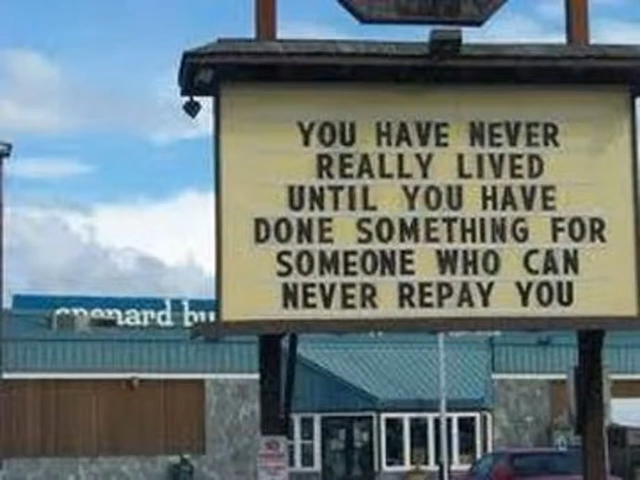 YOU HAVE NEVER
REALLY LIVED
UNTIL YOU HAVE
DONE SOMETHING FOR
SOMEONE WHO CAN
NEVER REPAY YOU